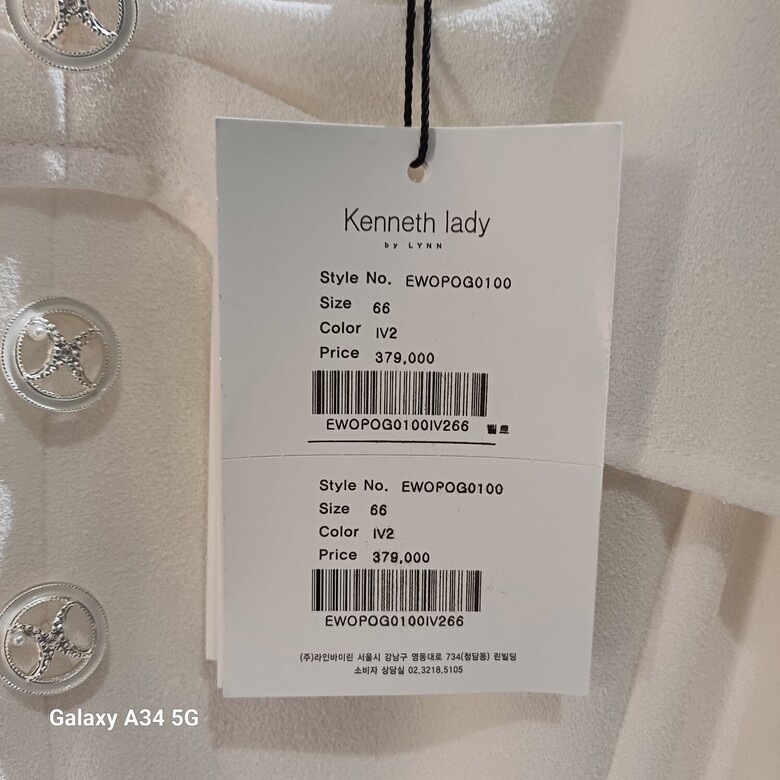 Kenneth lady
by LYNN
Style No. EWOPOG0100
Size 66
Color IV2
Price 379,000
EWOPOG0100IV266 벨트
Style No. EWOPOG0100
Size 66
Color IV2
Price 379,000
EWOPOG0100IV266
(주)라인바이린 서울시 강남구 영동대로 734(청담동) 린빌딩
소비자 상담실 02.3218.5105
Galaxy A34 5G